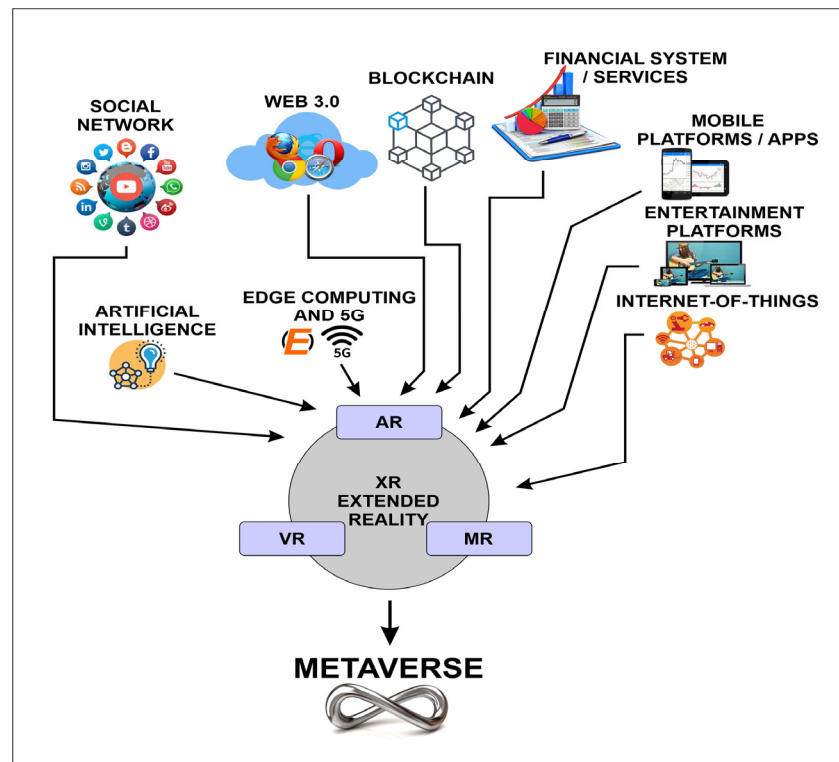 SOCIAL
NETWORK
WEB 3.0
BLOCKCHAIN
FINANCIAL SYSTEM
/ SERVICES
MOBILE
PLATFORMS / APPS
ENTERTAINMENT
PLATFORMS
INTERNET-OF-THINGS
ARTIFICIAL
INTELLIGENCE
EDGE COMPUTING
AND 5G
E
5G
AR
XR
EXTENDED
REALITY
VR
MR
METAVERSE